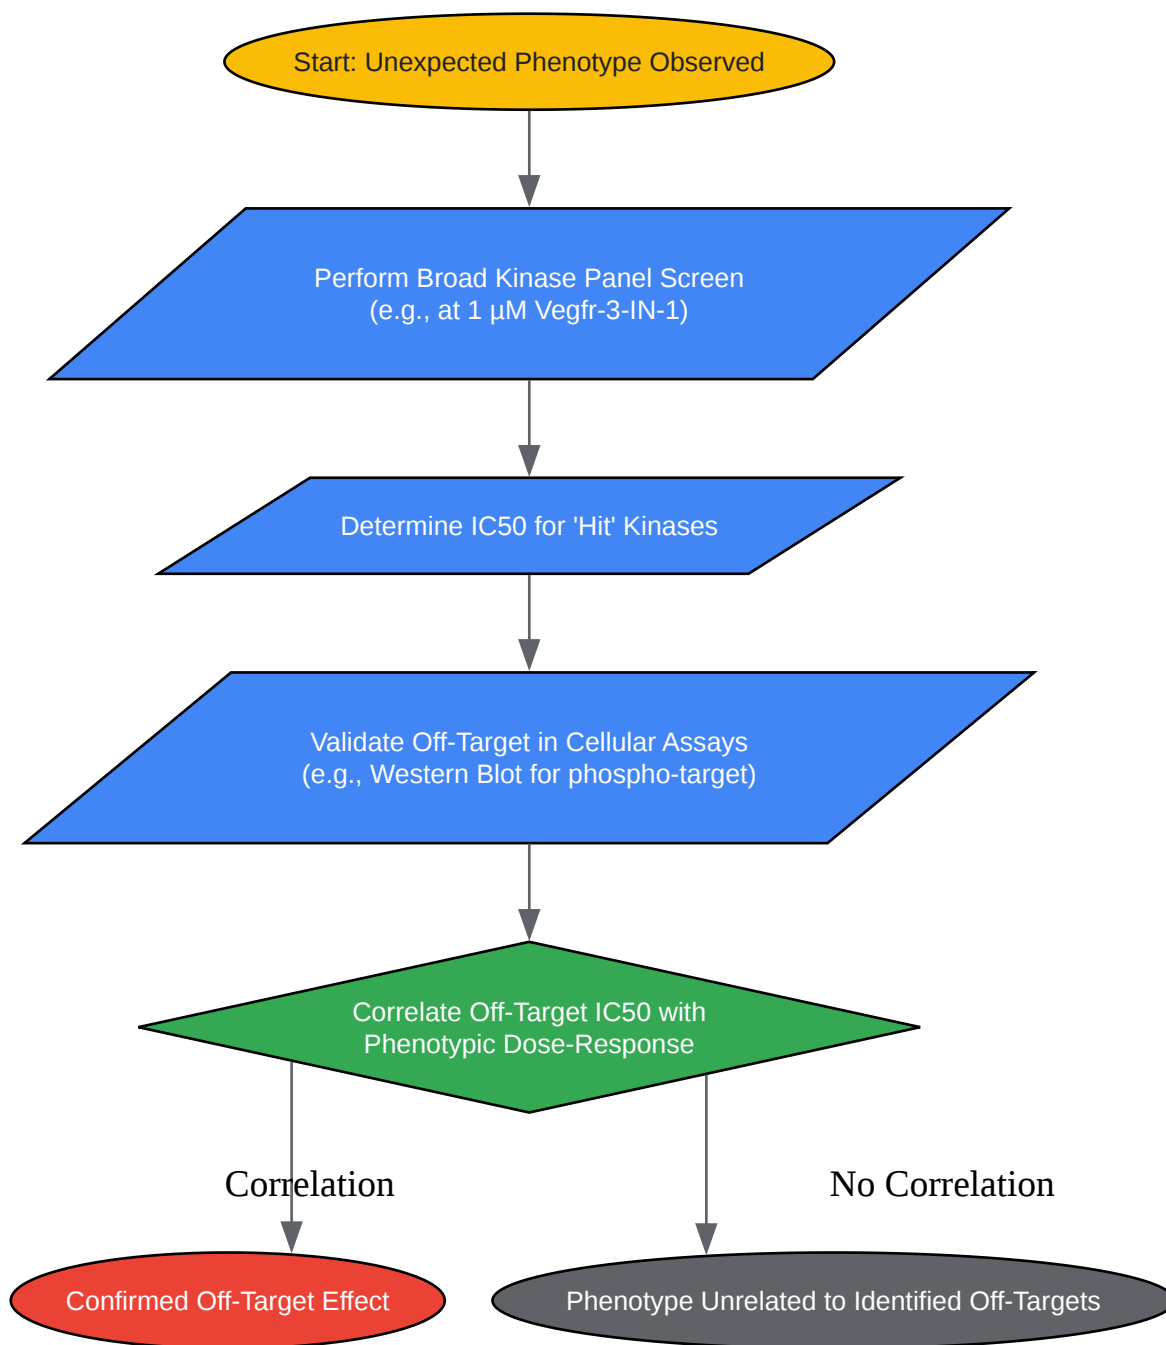 Start: Unexpected Phenotype Observed
Perform Broad Kinase Panel Screen
(e.g., at 1 µM Vegfr-3-IN-1)
Determine IC50 for 'Hit' Kinases
Validate Off-Target in Cellular Assays
(e.g., Western Blot for phospho-target)
Correlate Off-Target IC50 with
Phenotypic Dose-Response
Correlation
No Correlation
Confirmed Off-Target Effect
Phenotype Unrelated to Identified Off-Targets